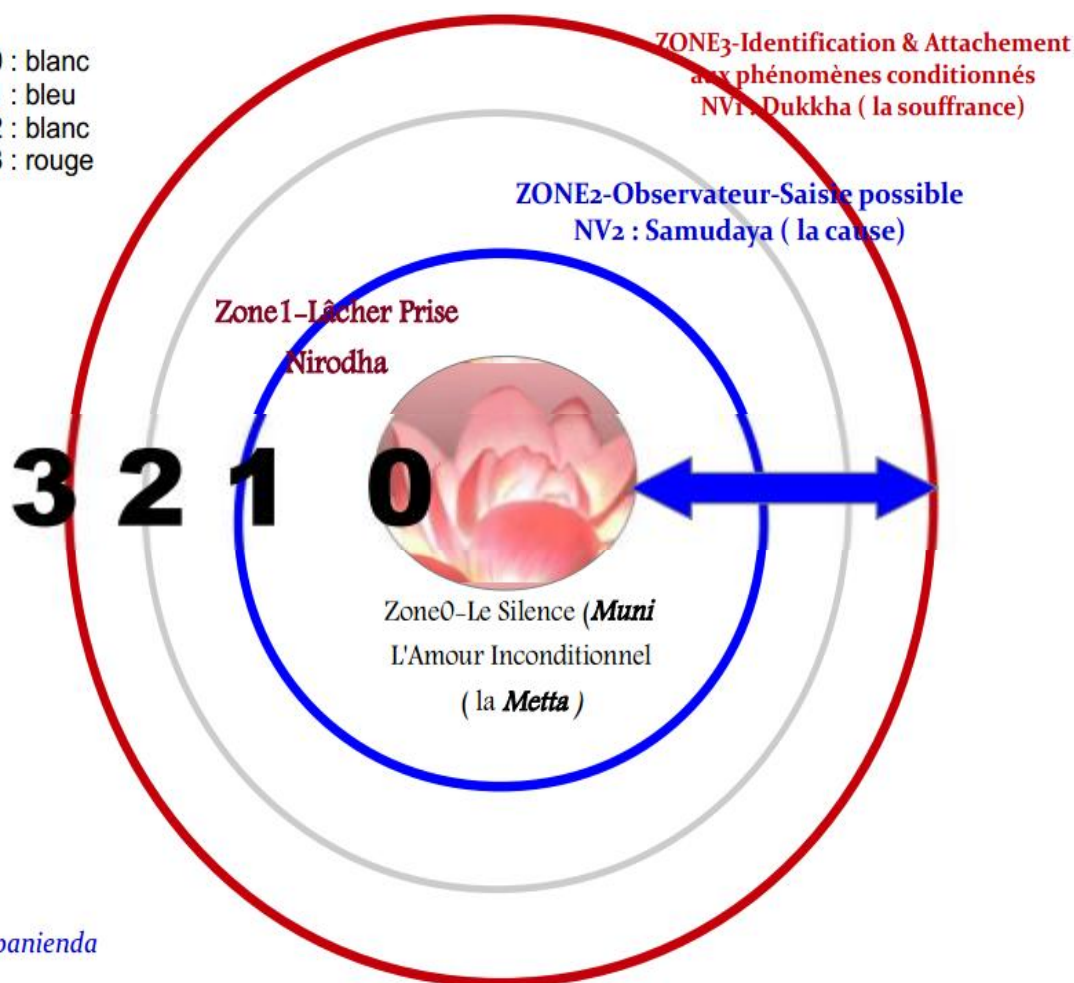 : blanc
: bleu
: blanc
: rouge
ZONE3-Identification & Attachement
aux phénomènes conditionnés
NV1 : Dukkha ( la souffrance)
ZONE2-Observateur-Saisie possible
NV2 : Samudaya ( la cause)
Zone1-Lâcher Prise
Nirodha
3 2 1 0
Zone0-Le Silence (Muni
L'Amour Inconditionnel
( la Metta )
panienda